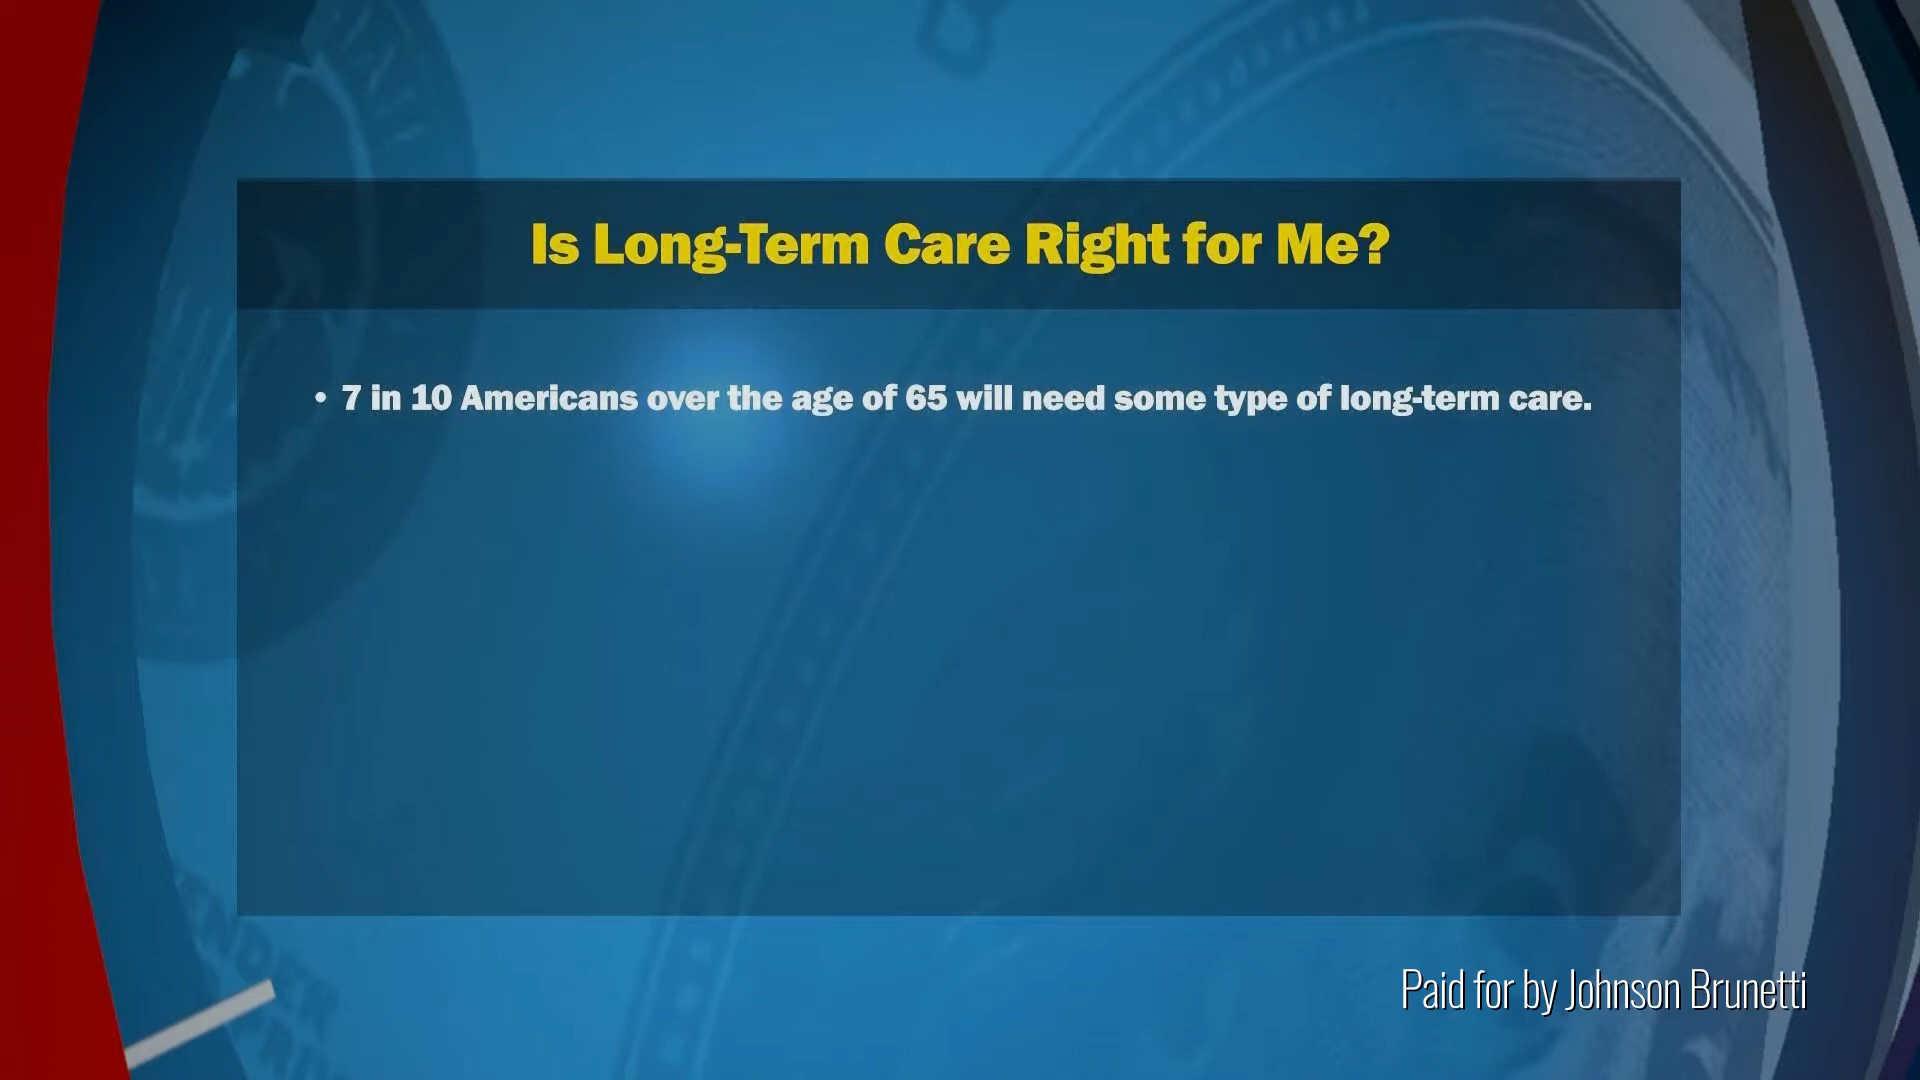 Is Long-Term Care Right for Me?
• 7 in 10 Americans over the age of 65 will need some type of long-term care.
Paid for by Johnson Brunetti